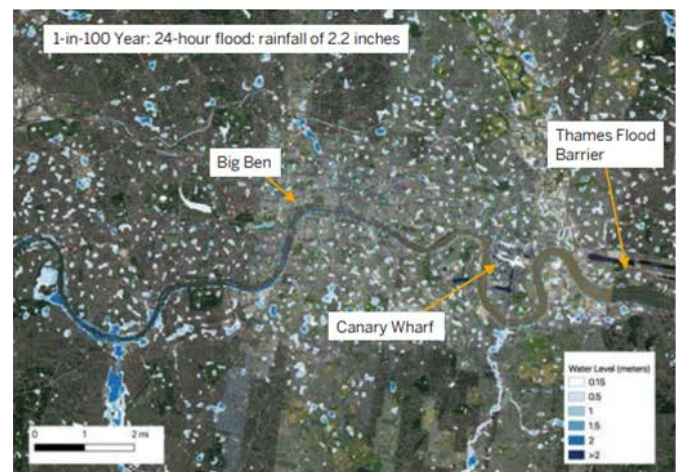 1-in-100 Year: 24-hour flood: rainfall of 2.2 inches
Thames Flood
Barrier
Big Ben
Canary Wharf
Water Level (meters)
0.15
0.5
1
1.5
2
>2
0 1 2 mi